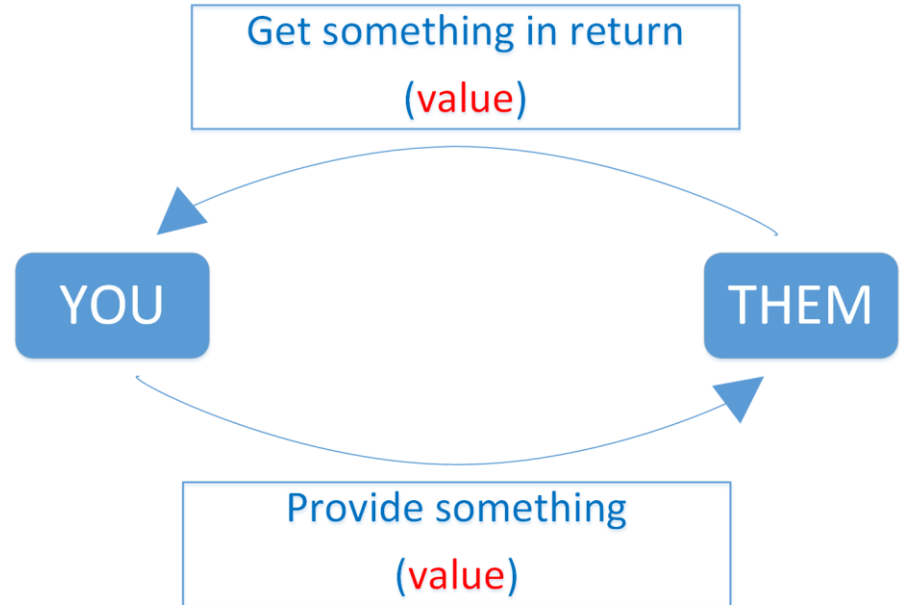 Get something in return
(value)
YOU
THEM
Provide something
(value)